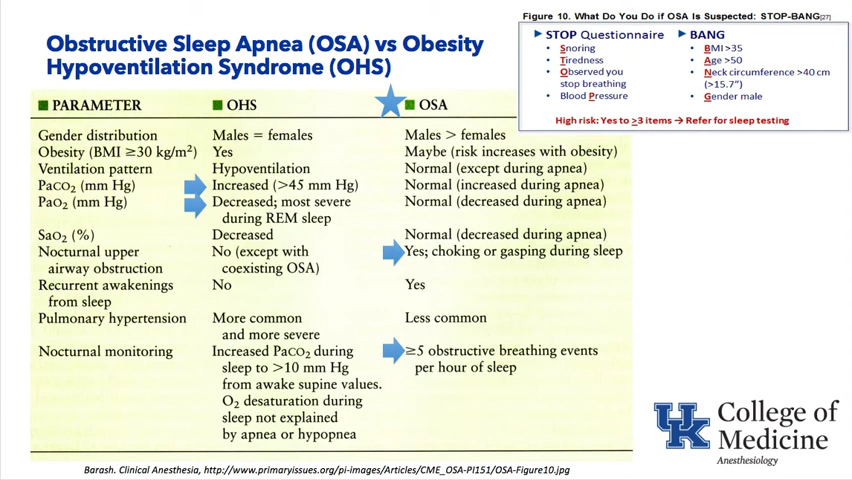 Figure 10. What Do You Do if OSA Is Suspected: STOP-BANG[27]
STOP Questionnaire
Snoring
Tiredness
Observed you
stop breathing
Blood Pressure
BANG
BMI >35
Age >50
Neck circumference >40 cm
(>15.7")
Gender male
High risk: Yes to ≥3 items → Refer for sleep testing
Obstructive Sleep Apnea (OSA) vs Obesity
Hypoventilation Syndrome (OHS)
PARAMETER OHS OSA
Gender distribution Males = females Males > females
Obesity (BMI ≥30 kg/m²) Yes Maybe (risk increases with obesity)
Ventilation pattern Hypoventilation Normal (except during apnea)
PaCO₂ (mm Hg) Increased (>45 mm Hg) Normal (increased during apnea)
PaO₂ (mm Hg) Decreased; most severe Normal (decreased during apnea)
during REM sleep
SaO₂ (%) Decreased Normal (decreased during apnea)
Nocturnal upper No (except with Yes; choking or gasping during sleep
airway obstruction coexisting OSA)
Recurrent awakenings No Yes
from sleep
Pulmonary hypertension More common Less common
and more severe
Nocturnal monitoring Increased PaCO₂ during ≥5 obstructive breathing events
sleep to >10 mm Hg per hour of sleep
from awake supine values.
O₂ desaturation during
sleep not explained
by apnea or hypopnea
UK College of
Medicine
Anesthesiology
Barash. Clinical Anesthesia, http://www.primaryissues.org/pi-images/Articles/CME_OSA-PI151/OSA-Figure10.jpg